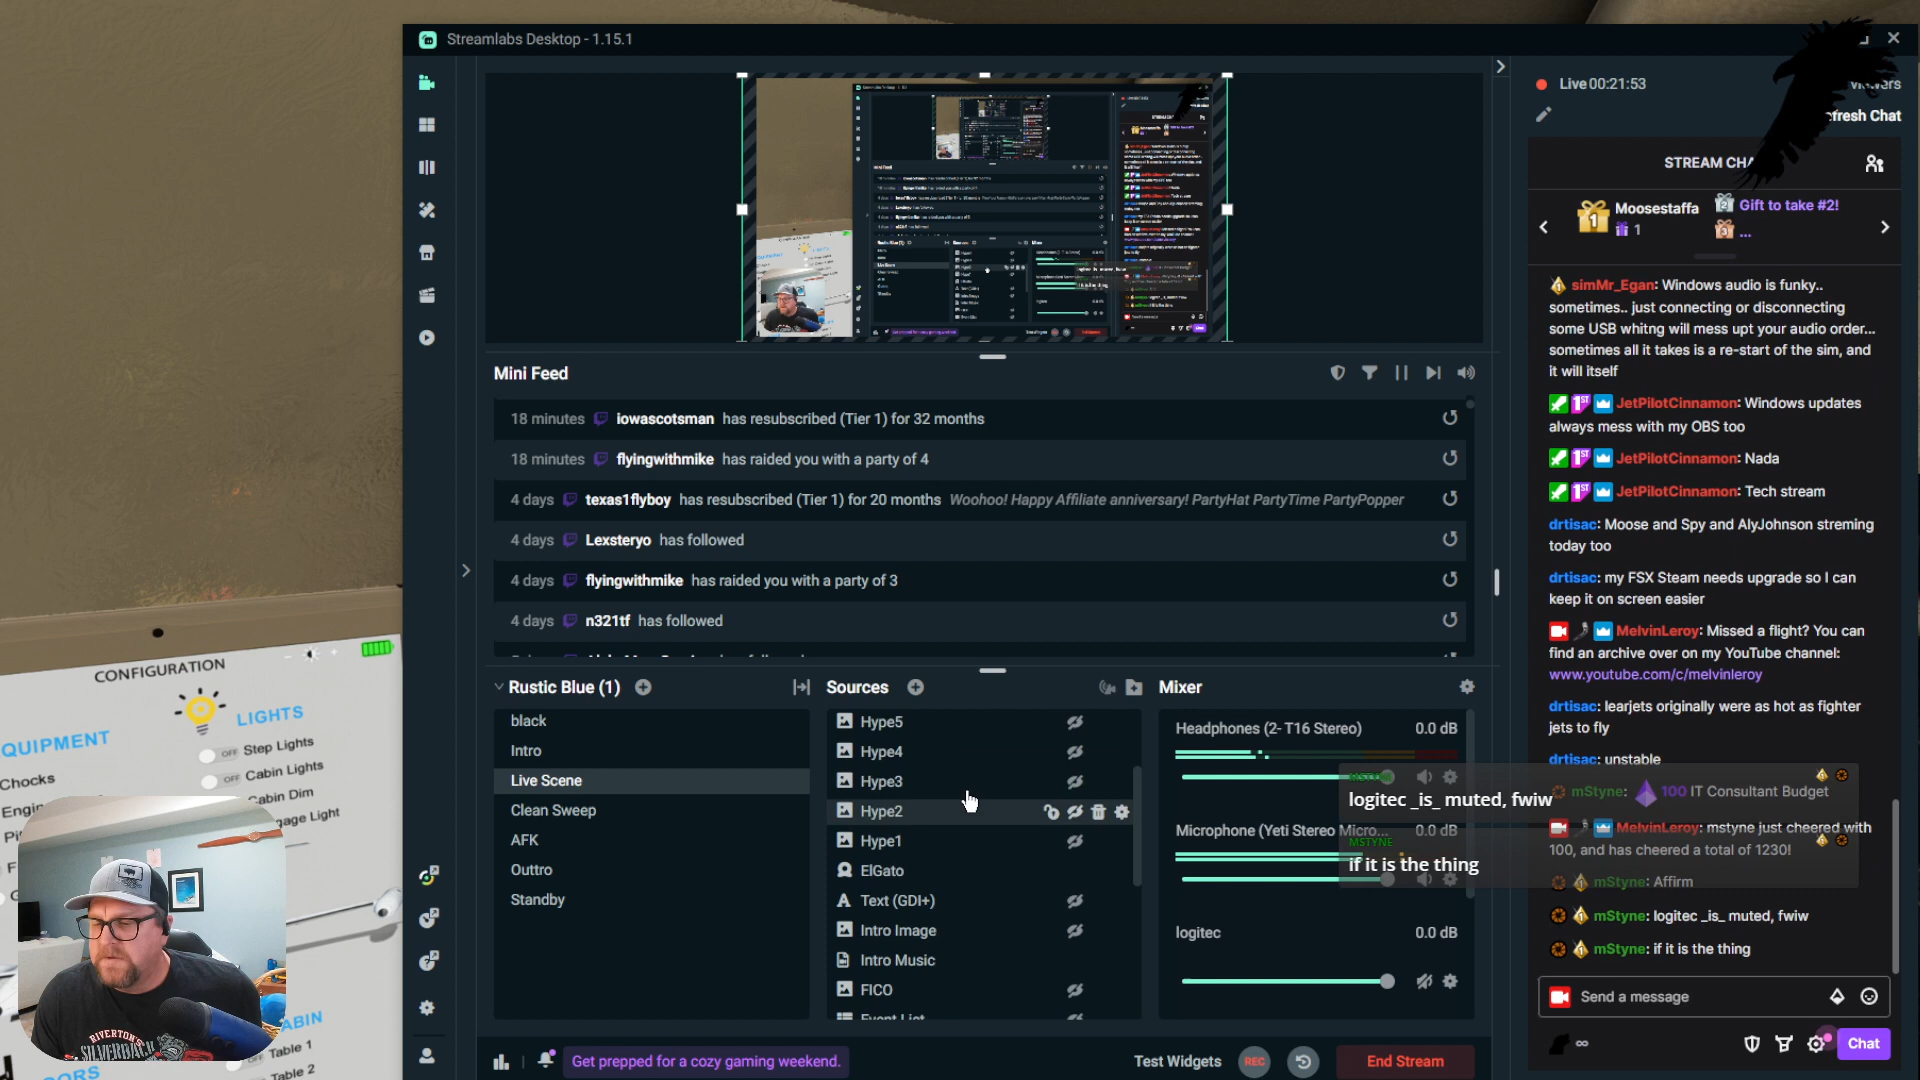 Streamlabs Desktop - 1.15.1
Live 00:21:53
STREAM
Moosestaffa
1
Gift to take #2!
...
simMr_Egan: Windows audio is funky..
sometimes.. just connecting or disconnecting
some USB whitng will mess upt your audio order...
sometimes all it takes is a re-start of the sim, and
it will itself
JetPilotCinnamon: Windows updates
always mess with my OBS too
JetPilotCinnamon: Nada
JetPilotCinnamon: Tech stream
drtisac: Moose and Spy and AlyJohnson streming
today too
drtisac: my FSX Steam needs upgrade so I can
keep it on screen easier
MelvinLeroy: Missed a flight? You can
find an archive over on my YouTube channel:
www.youtube.com/c/melvinleroy
drtisac: learjets originally were as hot as fighter
jets to fly
drtisac: unstable
mStyne: 100 IT Consultant Budget
MelvinLeroy: mstyne just cheered with
100, and has cheered a total of 1230!
mStyne: Affirm
mStyne: logitec _is_ muted, fwiw
mStyne: if it is the thing
Send a message
Chat
Mini Feed
18 minutes iowascotsman has resubscribed (Tier 1) for 32 months
18 minutes flyingwithmike has raided you with a party of 4
4 days texas1flyboy has resubscribed (Tier 1) for 20 months Woohoo! Happy Affiliate anniversary! PartyHat PartyTime PartyPopper
4 days Lexsteryo has followed
4 days flyingwithmike has raided you with a party of 3
4 days n321tf has followed
Rustic Blue (1)
black
Intro
Live Scene
Clean Sweep
AFK
Outtro
Standby
Sources
Hype5
Hype4
Hype3
Hype2
Hype1
ElGato
Text (GDI+)
Intro Image
Intro Music
FICO
Event List
Mixer
Headphones (2- T16 Stereo) 0.0 dB
Microphone (Yeti Stereo Micro... 0.0 dB
logitec 0.0 dB
MSTYNE
logitec _is_ muted, fwiw
MSTYNE
if it is the thing
Get prepped for a cozy gaming weekend.
Test Widgets
REC
End Stream
CONFIGURATION
LIGHTS
OFF Step Lights
OFF Cabin Lights
Cabin Dim
Chocks
RIVERTON'S
SILVERBACK
Table 1
Table 2